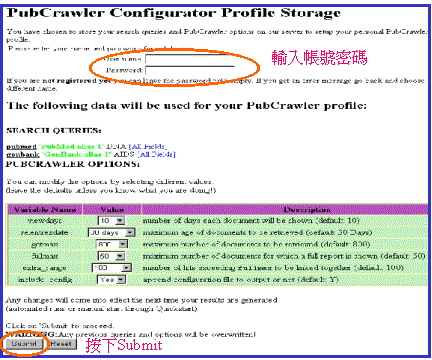 PubCrawler Configurator Profile Storage
You have chosen to store your search queries and PubCrawler options on our server to setup your personal PubCrawler
profile.
Please enter your name and password
User name
輸入帳號密碼
Password
If you are not registered yet you can leave the password empty. If you get an error message go back and choose
different name.
The following data will be used for your PubCrawler profile:
SEARCH QUERIES:
pubmed 'PubMed alias 1' DNA [All Fields]
genbank 'GenBank alias 1' AIDS [All Fields]
PUBCRAWLER OPTIONS:
You can modify the options by selecting different values.
(leave the defaults unless you know what you are doing!)
Variable Name Value Description
viewdays 10 number of days each document will be shown (default: 10)
relentrezdate 30 days maximum age of documents to be retrieved (default: 30 Days)
getmax 800 maximum number of documents to be retrieved (default: 800)
fullmax 50 maximum number of documents for which a full report is shown (default: 50)
extra_range 100 number of hits exceeding fullmax to be linked together (default: 100)
include_config Yes append configuration file to output or not (default: Y)
Any changes will come into effect the next time your results are generated
(automated runs or manual start through Quickstart)
Click on 'Submit' to proceed.
WARNING: Any previous queries and options will be overwritten!
Submit Reset 按下Submit